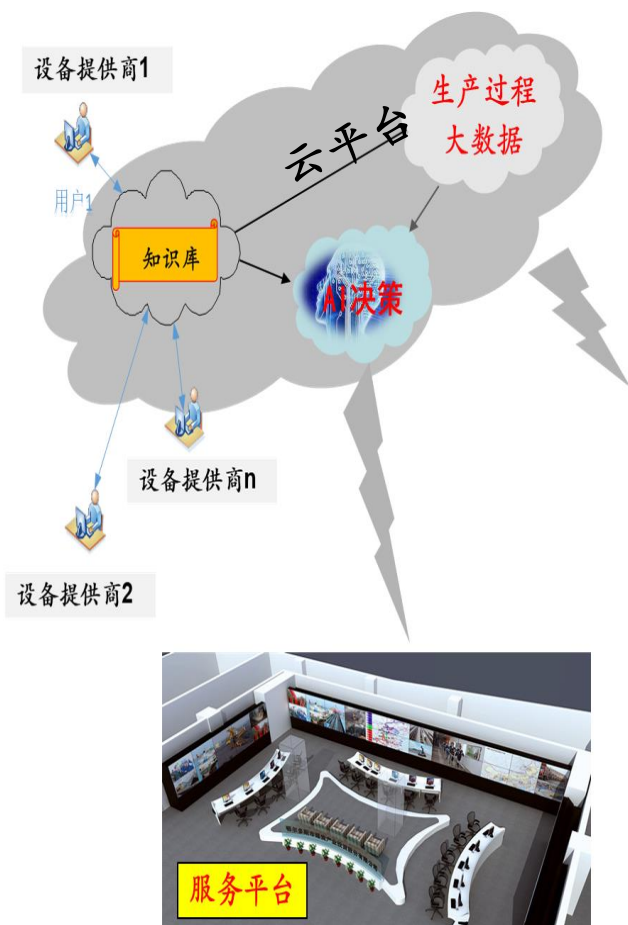 设备提供商1
生产过程
大数据
云平台
用户1
知识库
AI决策
设备提供商n
设备提供商2
服务平台